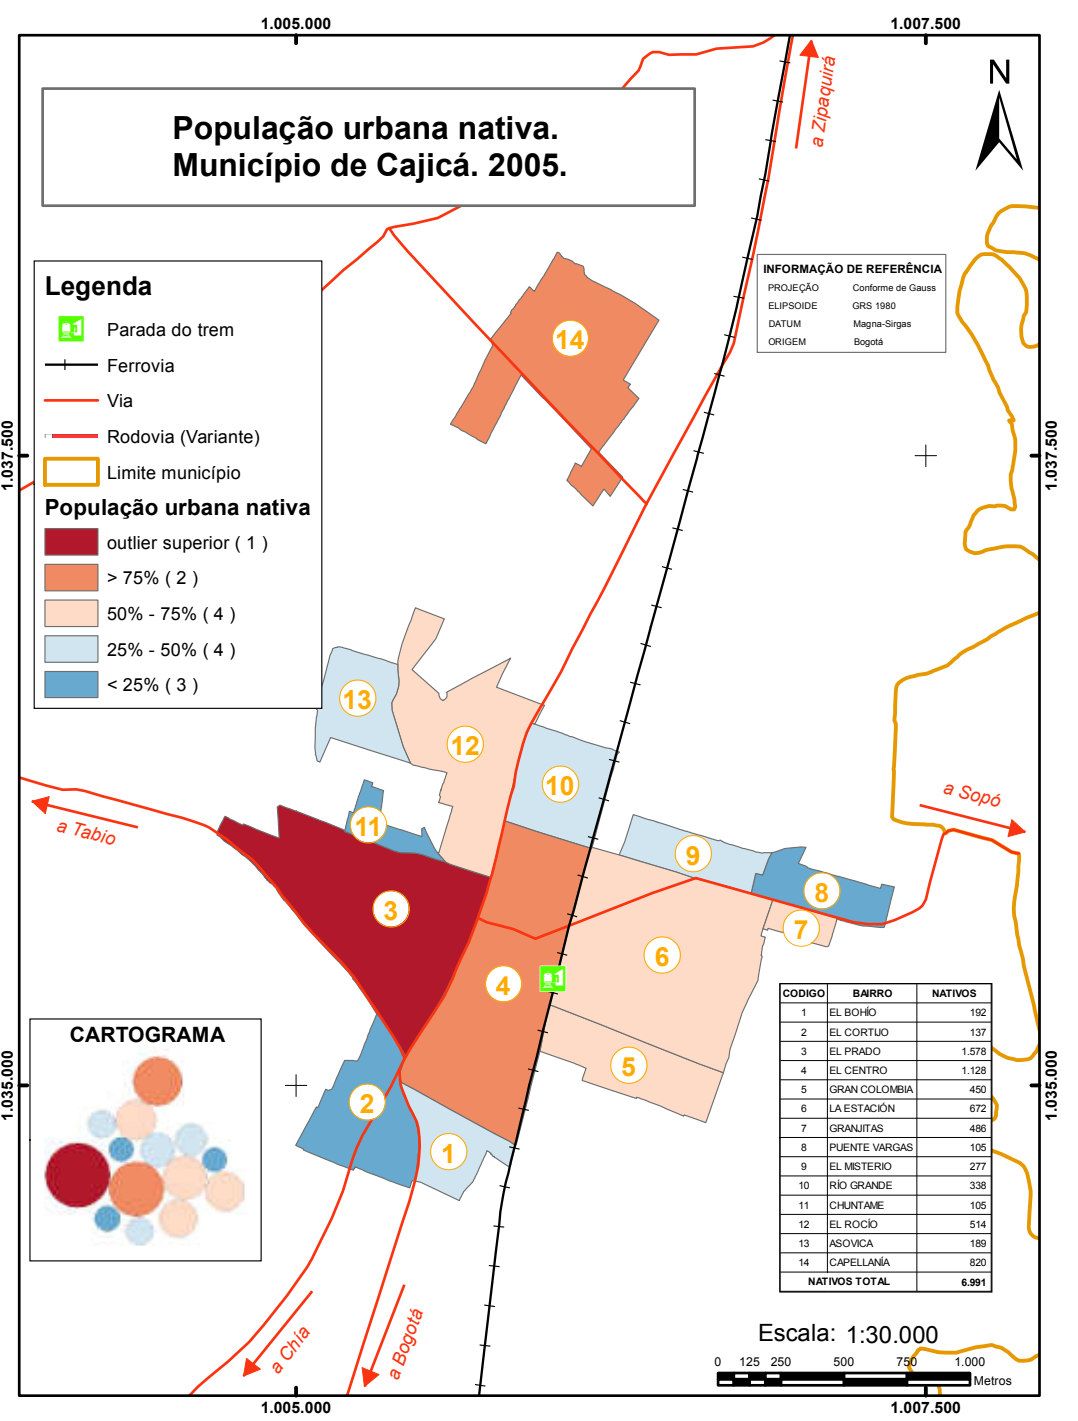 1.005.000
1.007.500
População urbana nativa.
Município de Cajicá. 2005.
a Zipaquirá
N
INFORMAÇÃO DE REFERÊNCIA
PROJEÇÃO Conforme de Gauss
ELIPSOIDE GRS 1980
DATUM Magna-Sirgas
ORIGEM Bogotá
Legenda
Parada do trem
Ferrovia
Via
Rodovia (Variante)
Limite município
População urbana nativa
outlier superior ( 1 )
> 75% ( 2 )
50% - 75% ( 4 )
25% - 50% ( 4 )
< 25% ( 3 )
1.037.500
1.037.500
14
13
12
10
11
9
8
7
3
6
4
5
2
1
a Tabio
a Sopó
CARTOGRAMA
1.035.000
1.035.000
CODIGO BAIRRO NATIVOS
1 EL BOHÍO 192
2 EL CORTIJO 137
3 EL PRADO 1.578
4 EL CENTRO 1.128
5 GRAN COLOMBIA 450
6 LA ESTACIÓN 672
7 GRANJITAS 486
8 PUENTE VARGAS 105
9 EL MISTERIO 277
10 RÍO GRANDE 338
11 CHUNTAME 105
12 EL ROCÍO 514
13 ASOVICA 189
14 CAPELLANÍA 820
NATIVOS TOTAL 6.991
a Chía
a Bogotá
Escala: 1:30.000
0 125 250 500 750 1.000
Metros
1.005.000
1.007.500